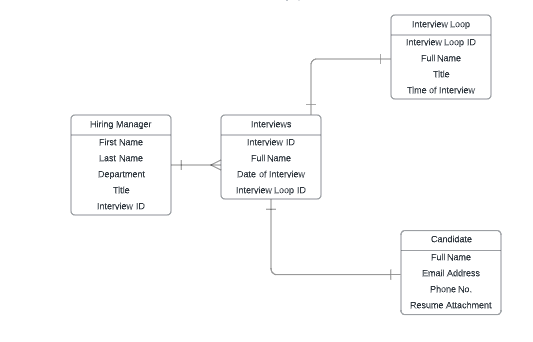 Interview Loop
Interview Loop ID
Full Name
Title
Time of Interview
Hiring Manager
First Name
Last Name
Department
Title
Interview ID
Interviews
Interview ID
Full Name
Date of Interview
Interview Loop ID
Candidate
Full Name
Email Address
Phone No.
Resume Attachment